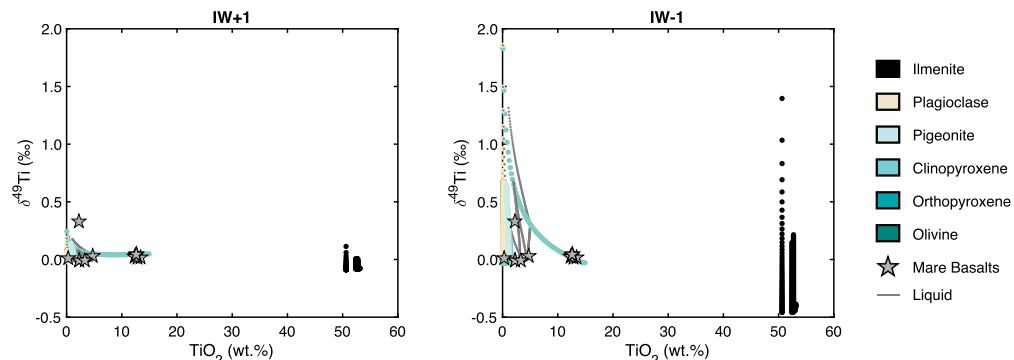 IW+1
2.0
1.5
1.0
0.5
0.0
-0.5
0
10
20
30
40
50
60
δ⁴⁹Ti (‰)
TiO₂ (wt.%)
IW-1
2.0
1.5
1.0
0.5
0.0
-0.5
0
10
20
30
40
50
60
δ⁴⁹Ti (‰)
TiO₂ (wt.%)
Ilmenite
Plagioclase
Pigeonite
Clinopyroxene
Orthopyroxene
Olivine
Mare Basalts
Liquid